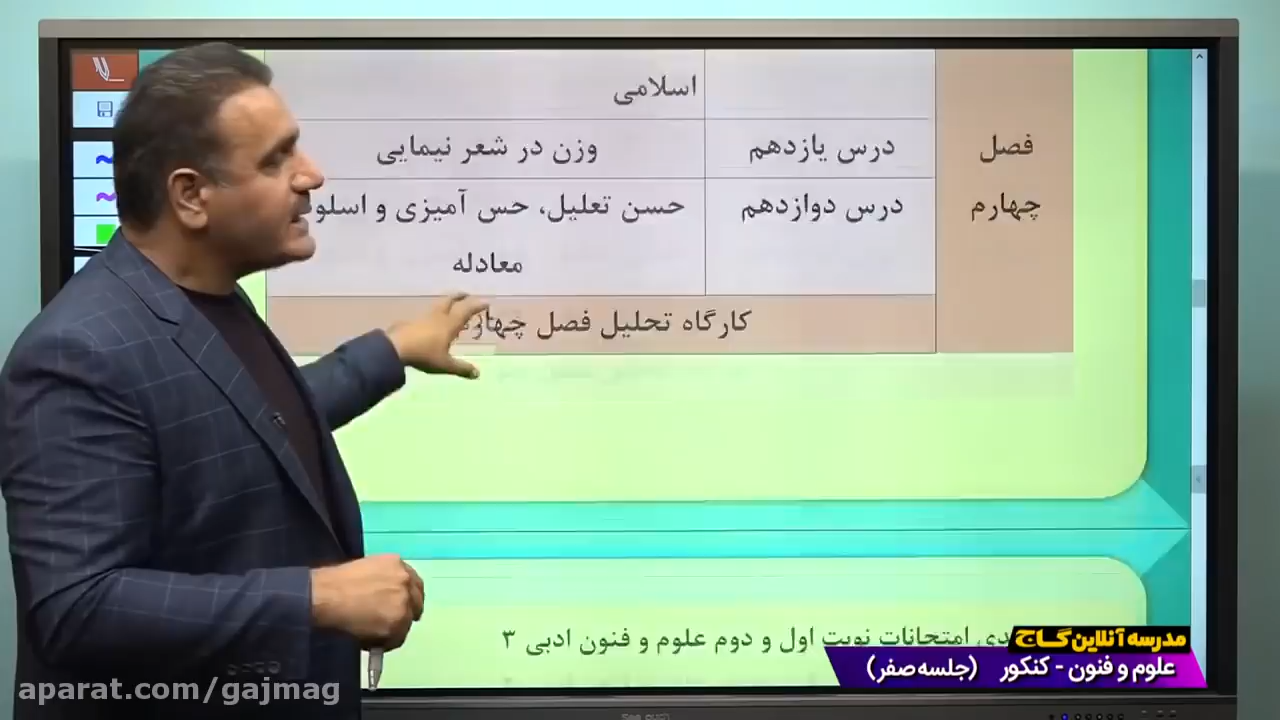 اسلامی
فصل
درس یازدهم
وزن در شعر نیمایی
چهارم
درس دوازدهم
حسن تعلیل، حس آمیزی و
معادله
کارگاه تحلیل فصل
امتحانات نوبت اول و دوم علوم و فنون ادبی ۳
مدرسه آنلاین گاج
علوم و فنون - کنکور (جلسه صفر)
aparat.com/gajmag